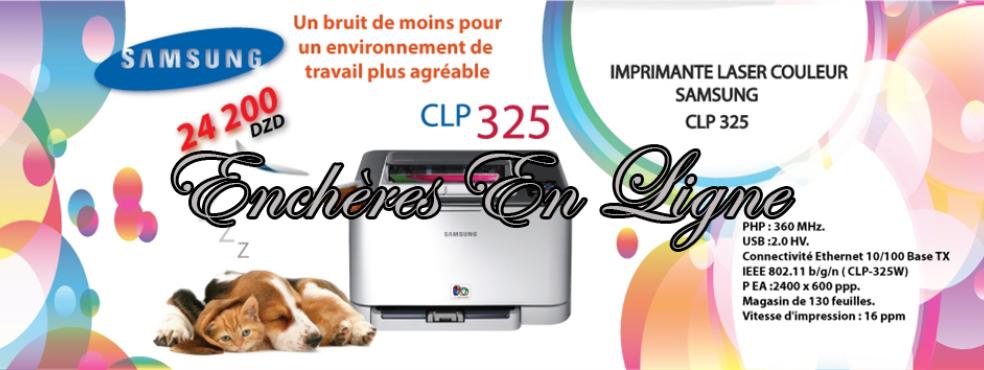 SAMSUNG
Un bruit de moins pour
un environnement de
travail plus agréable
24 200
DZD
CLP 325
IMPRIMANTE LASER COULEUR
SAMSUNG
CLP 325
Enchères En Ligne
SAMSUNG
Z
z
PHP : 360 MHz.
USB :2.0 HV.
Connectivité Ethernet 10/100 Base TX
IEEE 802.11 b/g/n ( CLP-325W)
P EA :2400 x 600 ppp.
Magasin de 130 feuilles.
Vitesse d'impression : 16 ppm